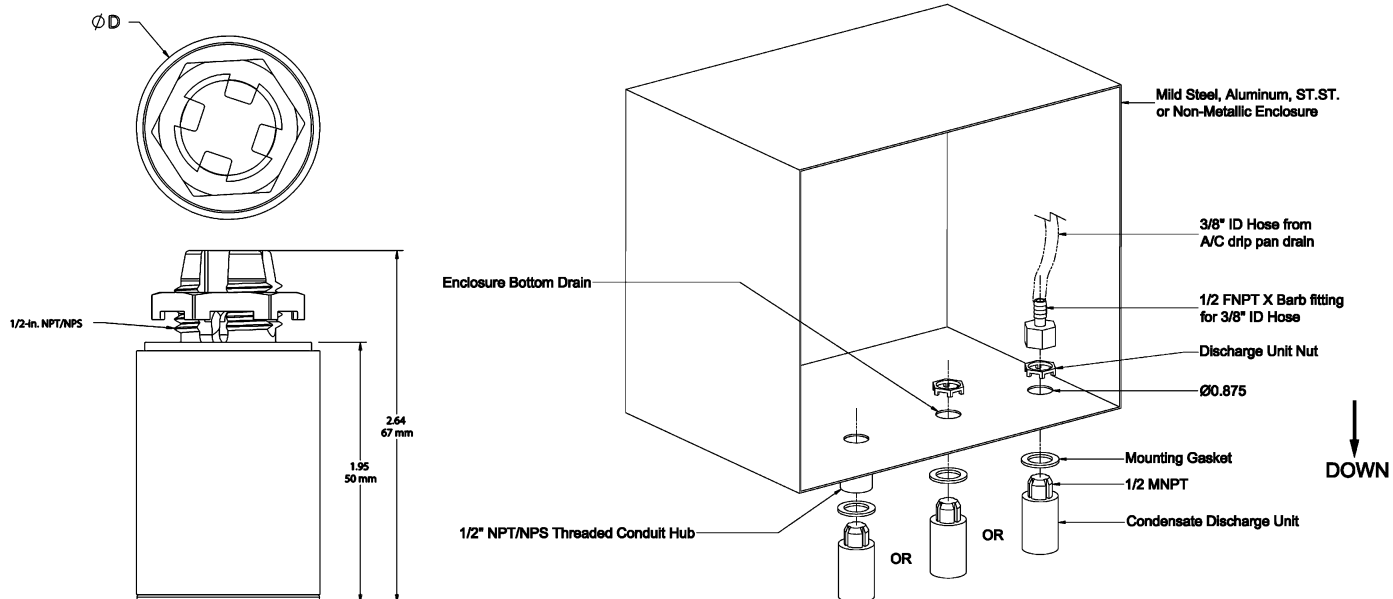 ØD
1/2-in. NPT/NPS
2.64
67 mm
1.95
50 mm
Mild Steel, Aluminum, ST.ST.
or Non-Metallic Enclosure
3/8" ID Hose from
A/C drip pan drain
Enclosure Bottom Drain
1/2 FNPT X Barb fitting
for 3/8" ID Hose
Discharge Unit Nut
Ø0.875
Mounting Gasket
1/2 MNPT
Condensate Discharge Unit
1/2" NPT/NPS Threaded Conduit Hub
OR
OR
DOWN